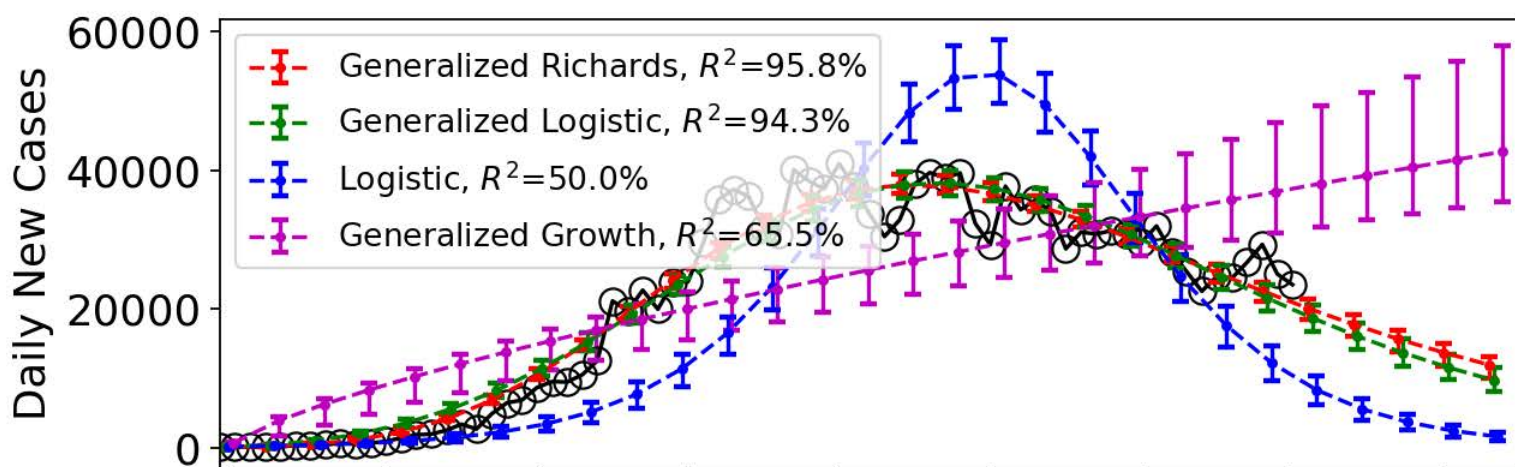 60000
40000
20000
0
Daily New Cases
Generalized Richards, R²=95.8%
Generalized Logistic, R²=94.3%
Logistic, R²=50.0%
Generalized Growth, R²=65.5%